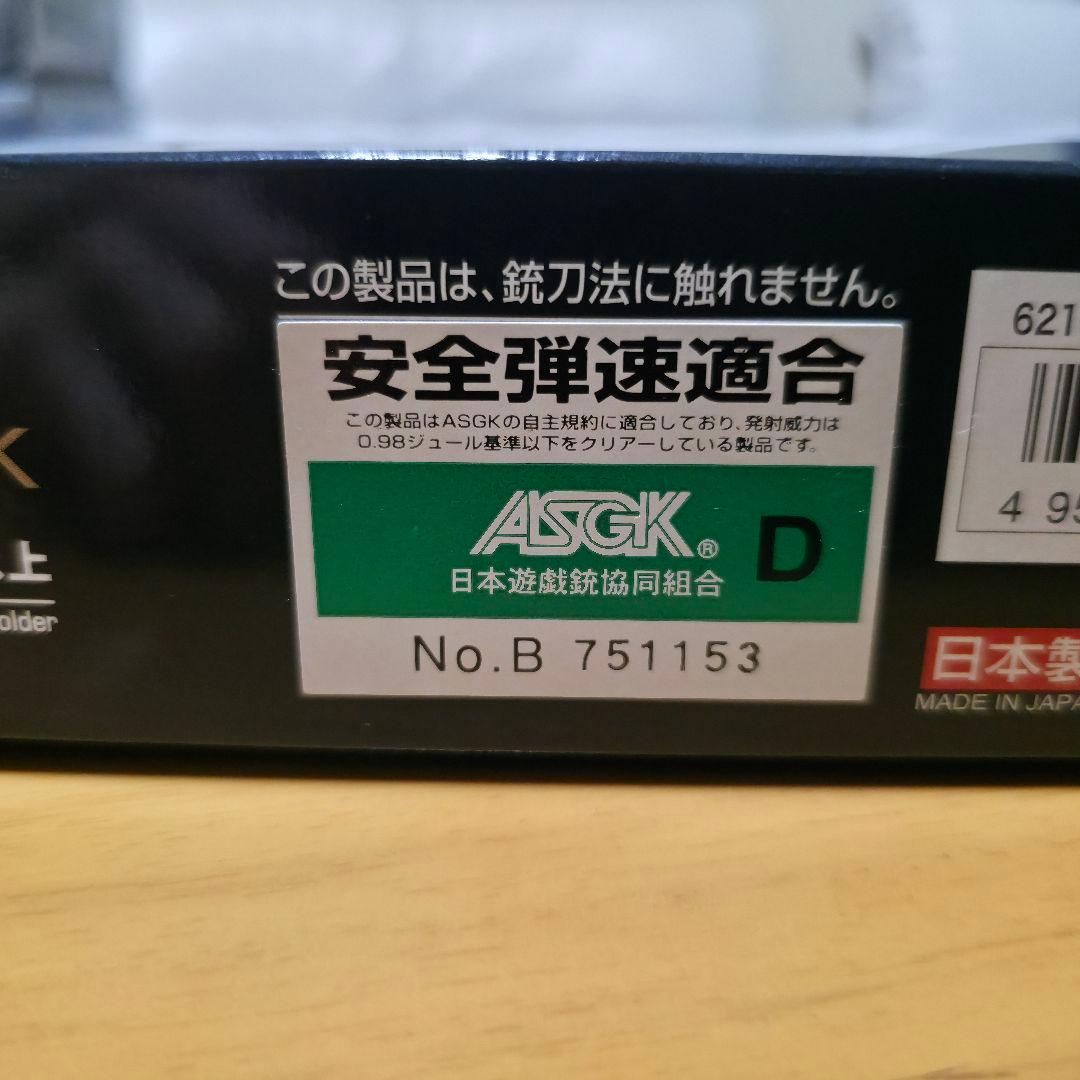 この製品は、銃刀法に触れません。
安全弾速適合
この製品はASGKの自主規約に適合しており、発射威力は
0.98ジュール基準以下をクリアーしている製品です。
ASGK® D
日本遊戯銃協同組合
No.B 751153
K
以上
older
621
4 95
日本製
MADE IN JAPA